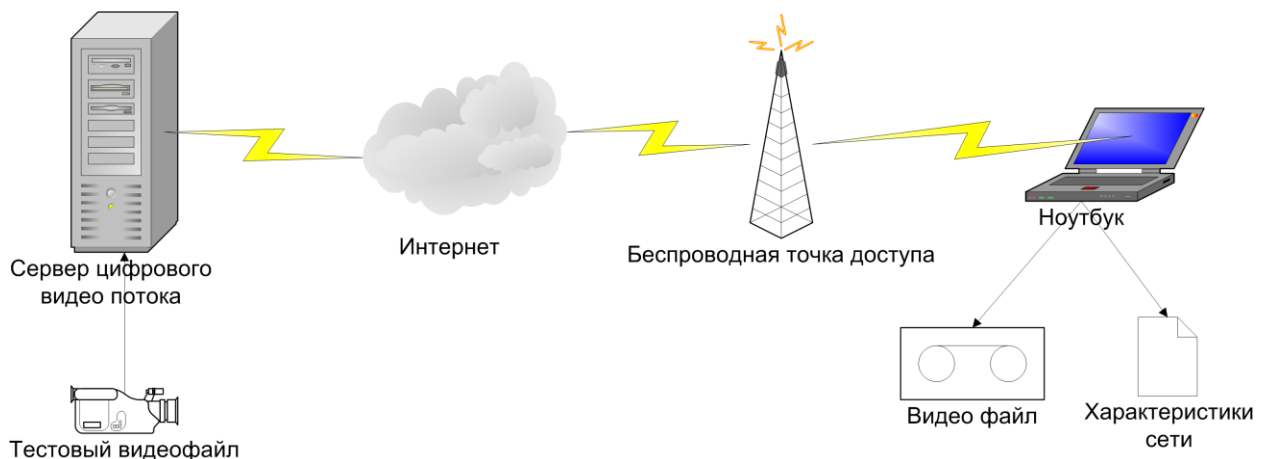 Сервер цифрового
видео потока
Тестовый видеофайл
Интернет
Беспроводная точка доступа
Ноутбук
Видео файл
Характеристики
сети